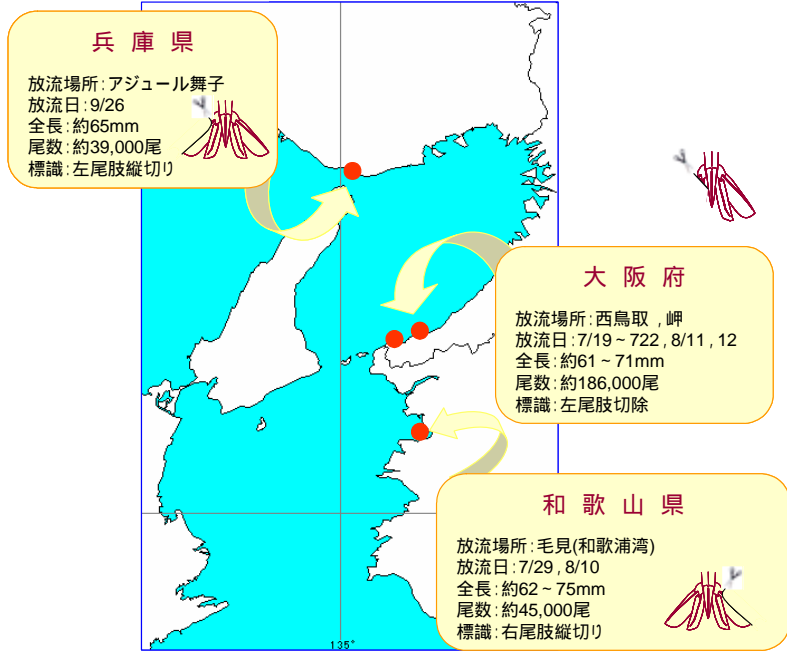 兵庫県
放流場所：アジュール舞子
放流日：9/26
全長：約65mm
尾数：約39,000尾
標識：左尾肢縦切り
大阪府
放流場所：西鳥取，岬
放流日：7/19～722，8/11，12
全長：約61～71mm
尾数：約186,000尾
標識：左尾肢切除
和歌山県
放流場所：毛見(和歌浦湾)
放流日：7/29，8/10
全長：約62～75mm
尾数：約45,000尾
標識：右尾肢縦切り
135°